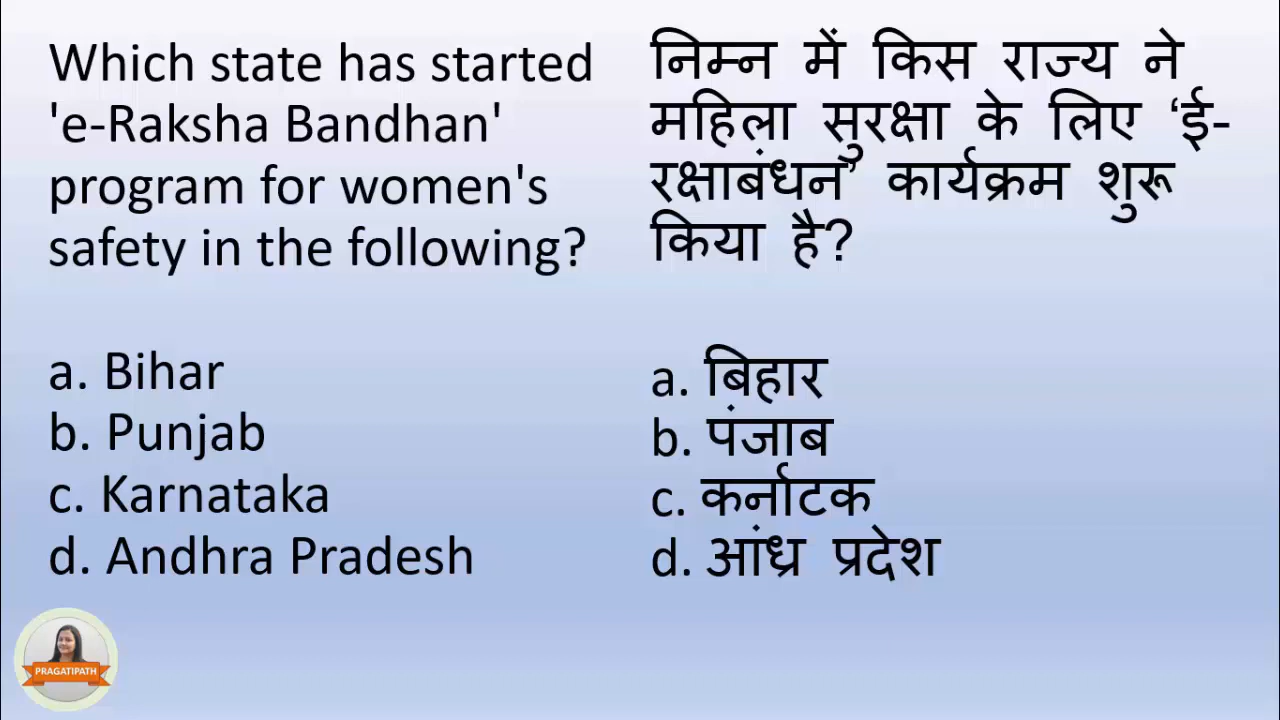 Which state has started
'e-Raksha Bandhan'
program for women's
safety in the following?
a. Bihar
b. Punjab
c. Karnataka
d. Andhra Pradesh
निम्न में किस राज्य ने
महिला सुरक्षा के लिए ‘ई-
रक्षाबंधन’ कार्यक्रम शुरू
किया है?
a. बिहार
b. पंजाब
c. कर्नाटक
d. आंध्र प्रदेश
PRAGATIPATH